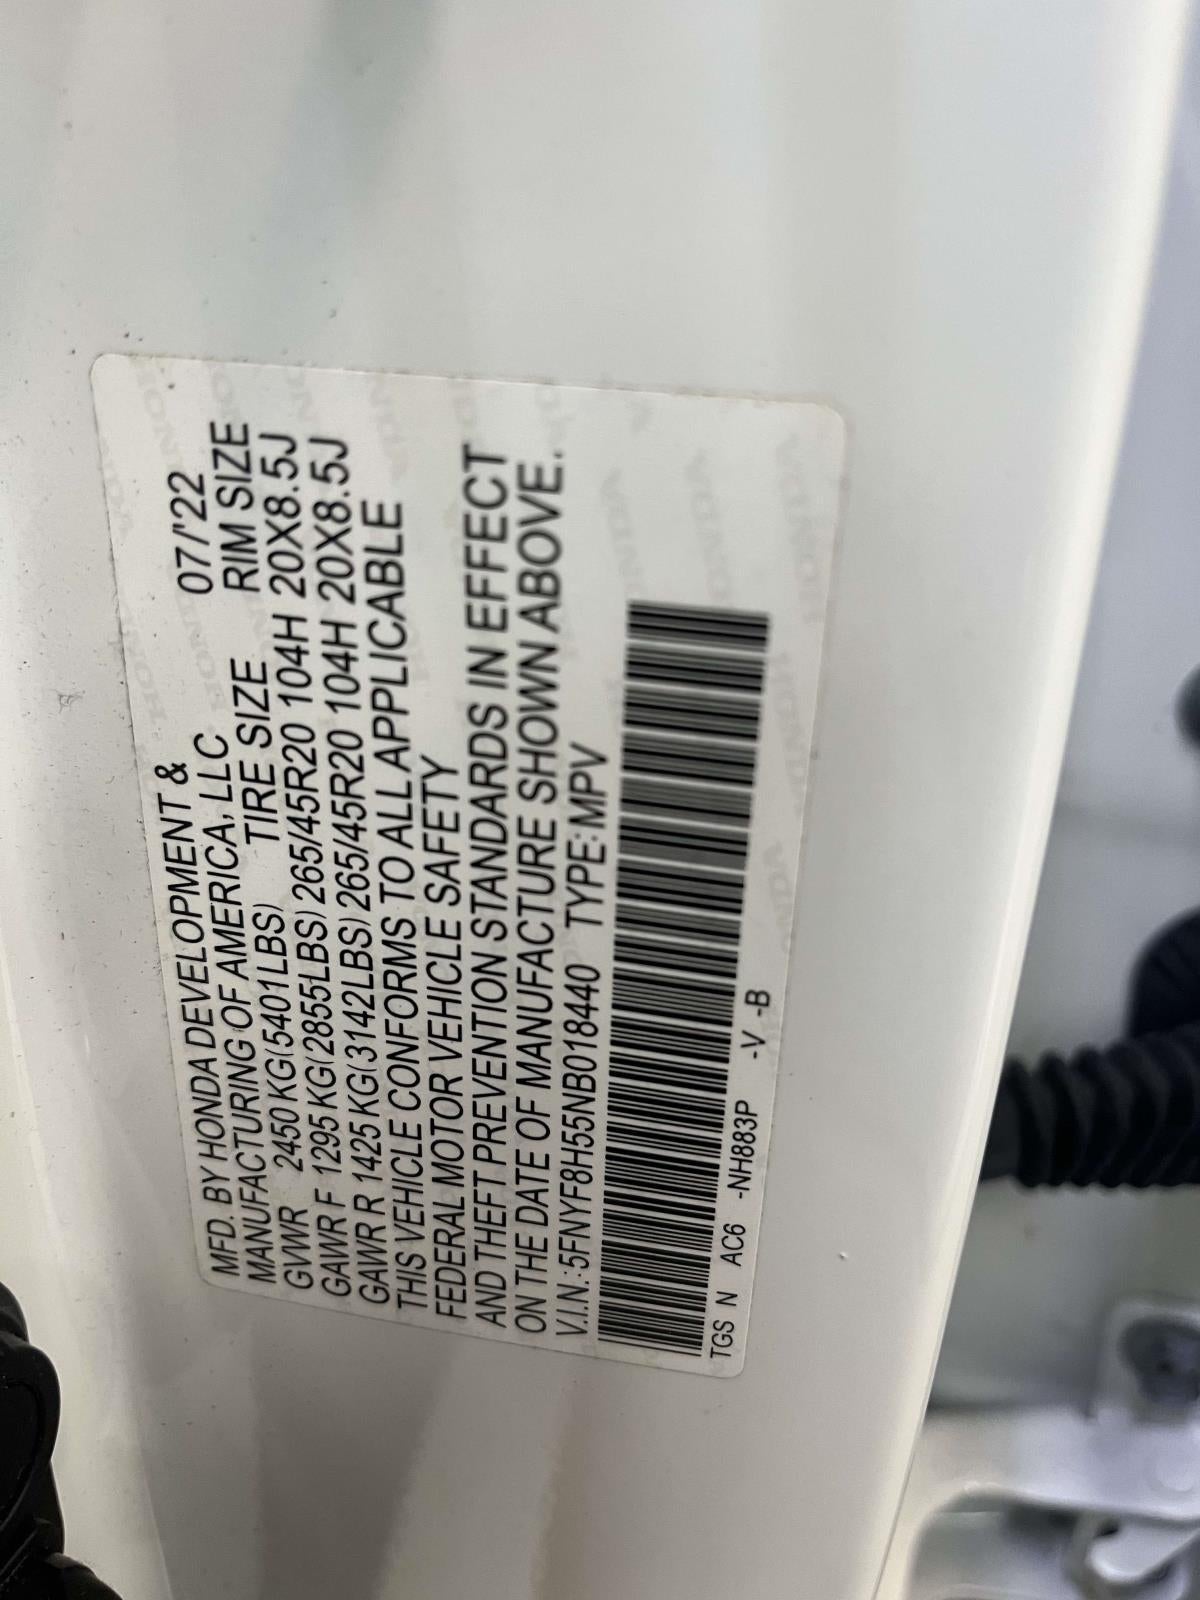 MFD. BY HONDA DEVELOPMENT & 07/'22
MANUFACTURING OF AMERICA, LLC
TIRE SIZE RIM SIZE
GVWR 2450 KG(5401LBS)
GAWR F 1295 KG(2855LBS) 265/45R20 104H 20X8.5J
GAWR R 1425 KG(3142LBS) 265/45R20 104H 20X8.5J
THIS VEHICLE CONFORMS TO ALL APPLICABLE
FEDERAL MOTOR VEHICLE SAFETY
AND THEFT PREVENTION STANDARDS IN EFFECT
ON THE DATE OF MANUFACTURE SHOWN ABOVE.
V.I.N.:5FNYF8H55NB018440 TYPE:MPV
TGS N AC6 -NH883P -V -B